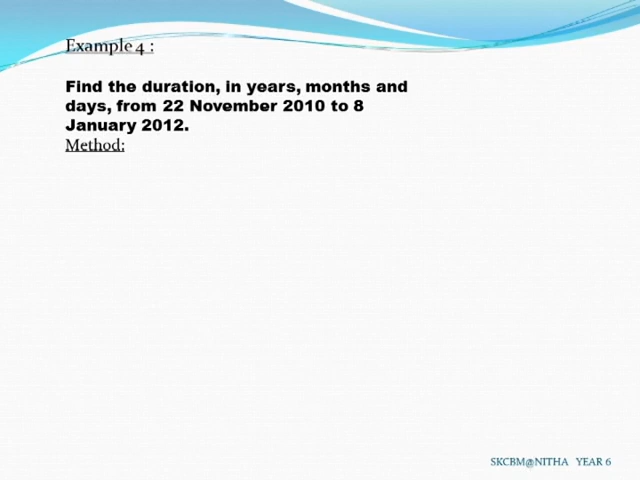 Example 4 :
Find the duration, in years, months and
days, from 22 November 2010 to 8
January 2012.
Method:
SKCBM@NITHA YEAR 6